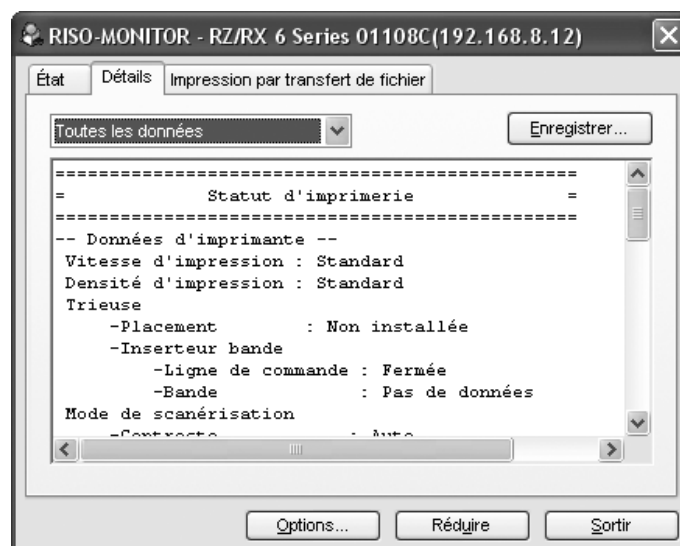 RISO-MONITOR - RZ/RX 6 Series 01108C(192.168.8.12)
État Détails Impression par transfert de fichier
Toutes les données Enregistrer...
================================================
= Statut d'imprimerie =
================================================
-- Données d'imprimante --
Vitesse d'impression : Standard
Densité d'impression : Standard
Trieuse
-Placement : Non installée
-Inserteur bande
-Ligne de commande : Fermée
-Bande : Pas de données
Mode de scanérisation
-Contraste : Auto
Options... Réduire Sortir